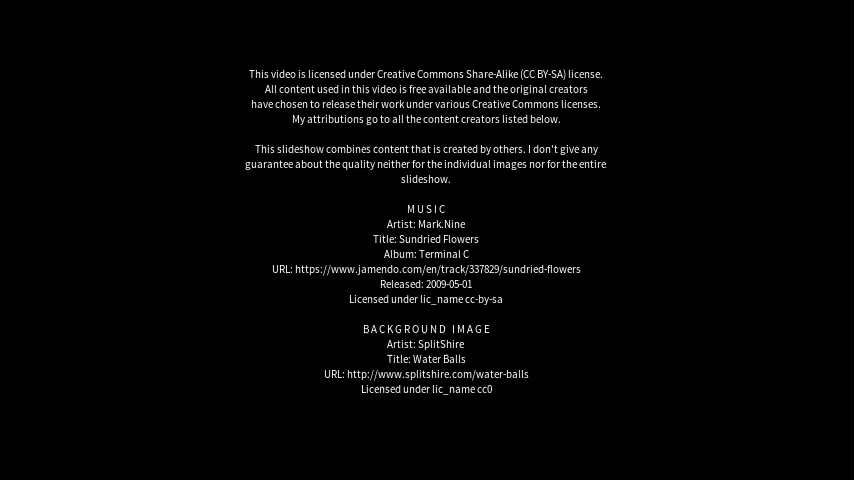 This video is licensed under Creative Commons Share-Alike (CC BY-SA) license.
All content used in this video is free available and the original creators
have chosen to release their work under various Creative Commons licenses.
My attributions go to all the content creators listed below.
This slideshow combines content that is created by others. I don't give any
guarantee about the quality neither for the individual images nor for the entire
slideshow.
MUSIC
Artist: Mark.Nine
Title: Sundried Flowers
Album: Terminal C
URL: https://www.jamendo.com/en/track/337829/sundried-flowers
Released: 2009-05-01
Licensed under lic_name cc-by-sa
BACKGROUND IMAGE
Artist: SplitShire
Title: Water Balls
URL: http://www.splitshire.com/water-balls
Licensed under lic_name cc0